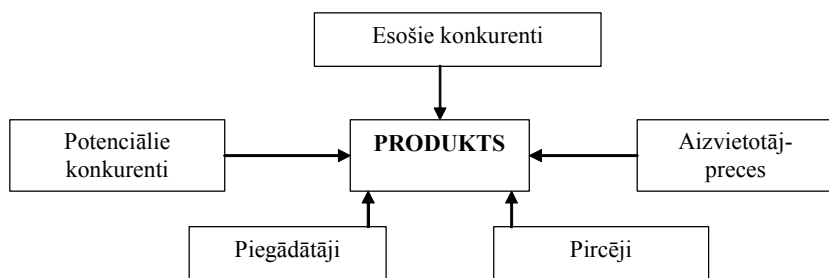 Esošie konkurenti
Potenciālie
konkurenti
PRODUKTS
Aizvietotāj-
preces
Piegādātāji
Pircēji